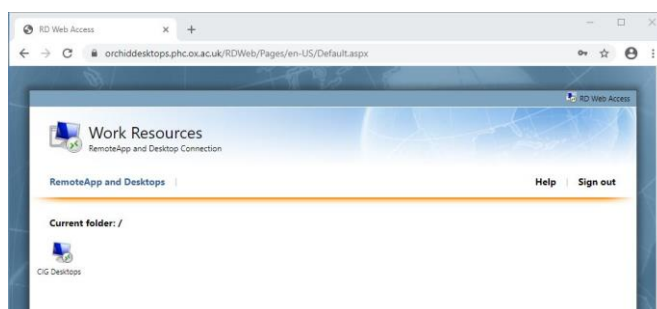 RD Web Access
orchiddesktops.phc.ox.ac.uk/RDWeb/Pages/en-US/Default.aspx
RD Web Access
Work Resources
RemoteApp and Desktop Connection
RemoteApp and Desktops | Help | Sign out
Current folder: /
CIG Desktops